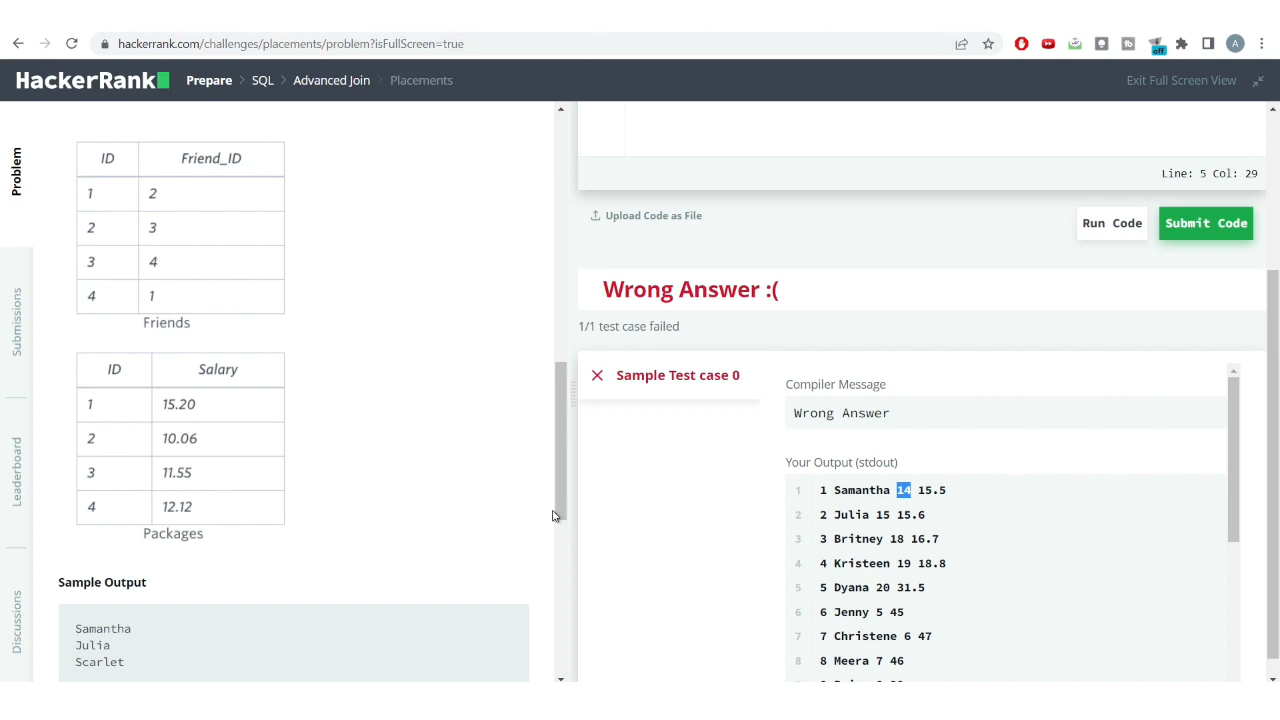 hackerrank.com/challenges/placements/problem?isFullScreen=true
off
A
HackerRank
Prepare > SQL > Advanced Join > Placements
Exit Full Screen View
Problem
Submissions
Leaderboard
Discussions
ID Friend_ID
1 2
2 3
3 4
4 1
Friends
ID Salary
1 15.20
2 10.06
3 11.55
4 12.12
Packages
Sample Output
Samantha
Julia
Scarlet
Line: 5 Col: 29
Upload Code as File
Run Code
Submit Code
Wrong Answer :(
1/1 test case failed
Sample Test case 0
Compiler Message
Wrong Answer
Your Output (stdout)
1 1 Samantha 14 15.5
2 2 Julia 15 15.6
3 3 Britney 18 16.7
4 4 Kristeen 19 18.8
5 5 Dyana 20 31.5
6 6 Jenny 5 45
7 7 Christene 6 47
8 8 Meera 7 46